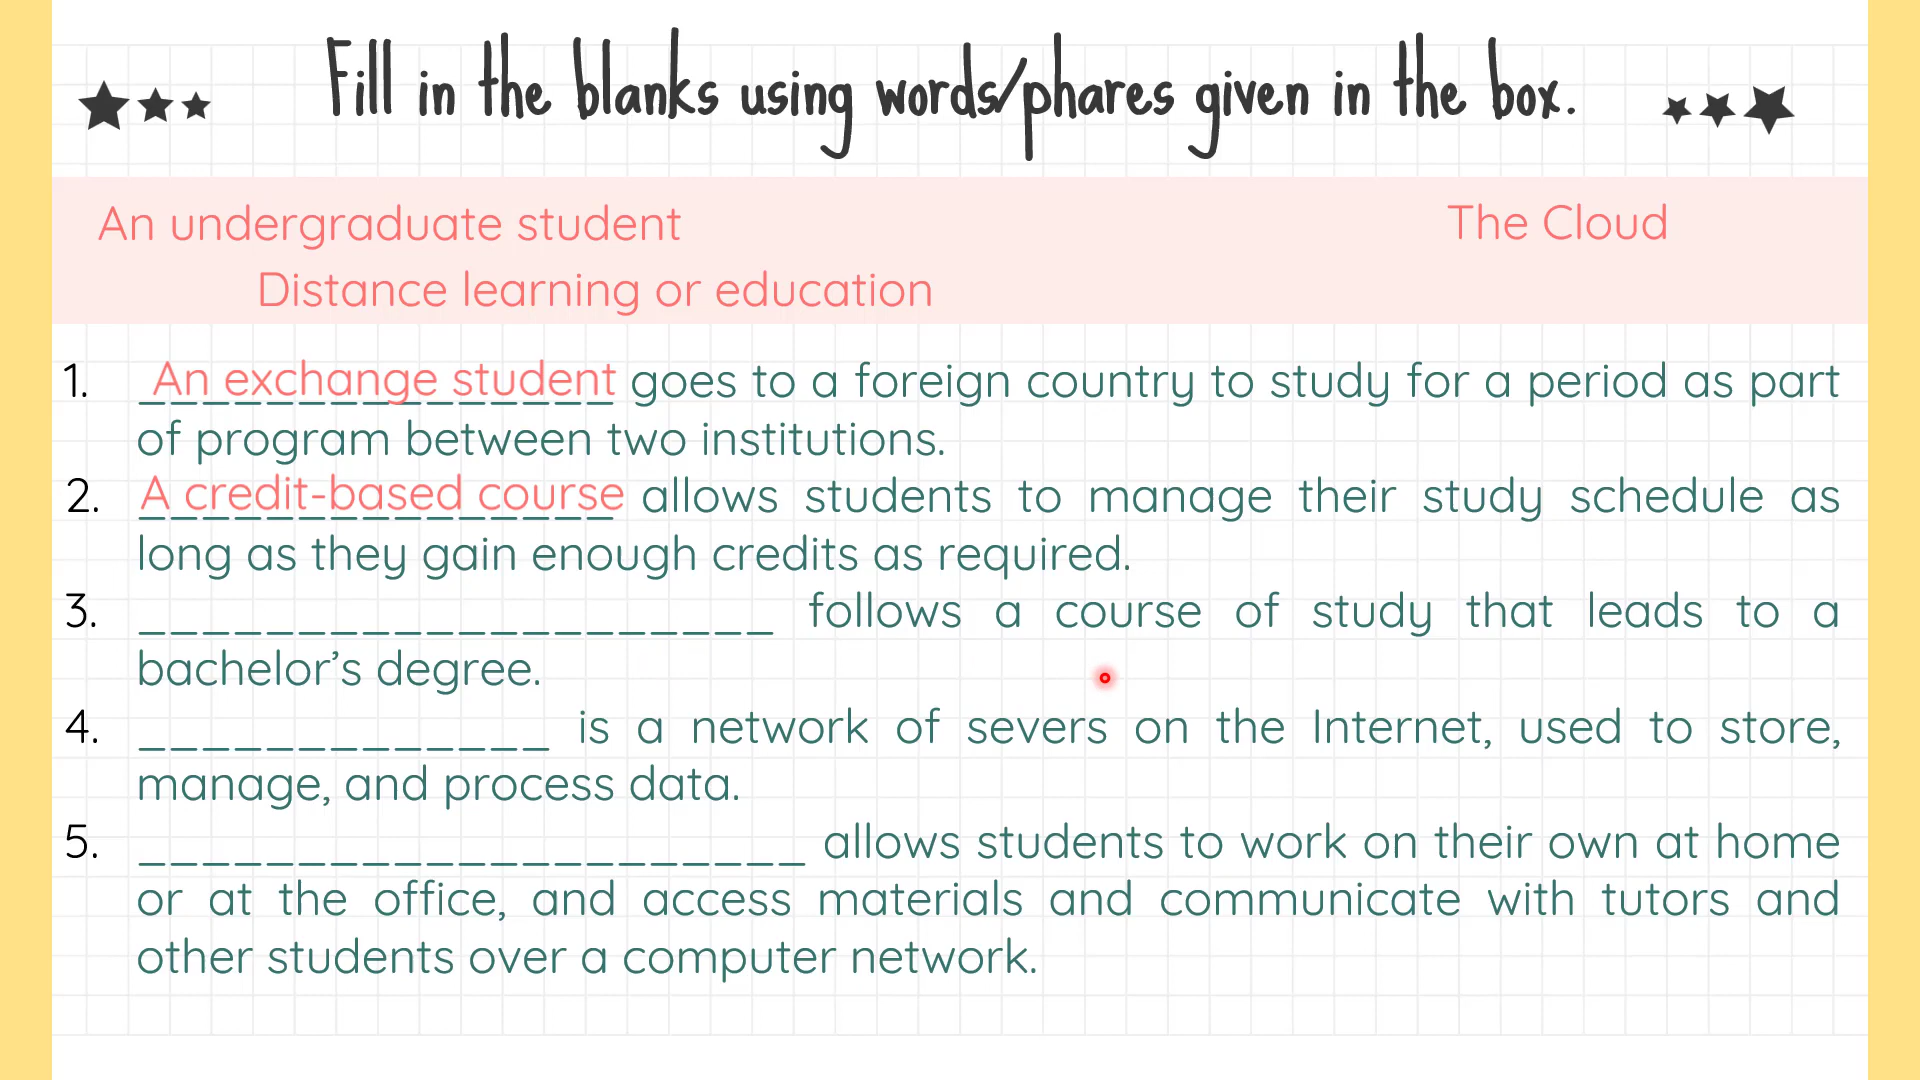 Fill in the blanks using words/phares given in the box.
An undergraduate student The Cloud
Distance learning or education
1. An exchange student goes to a foreign country to study for a period as part
of program between two institutions.
2. A credit-based course allows students to manage their study schedule as
long as they gain enough credits as required.
3. ____________________ follows a course of study that leads to a
bachelor’s degree.
4. _____________ is a network of severs on the Internet, used to store,
manage, and process data.
5. _____________________ allows students to work on their own at home
or at the office, and access materials and communicate with tutors and
other students over a computer network.